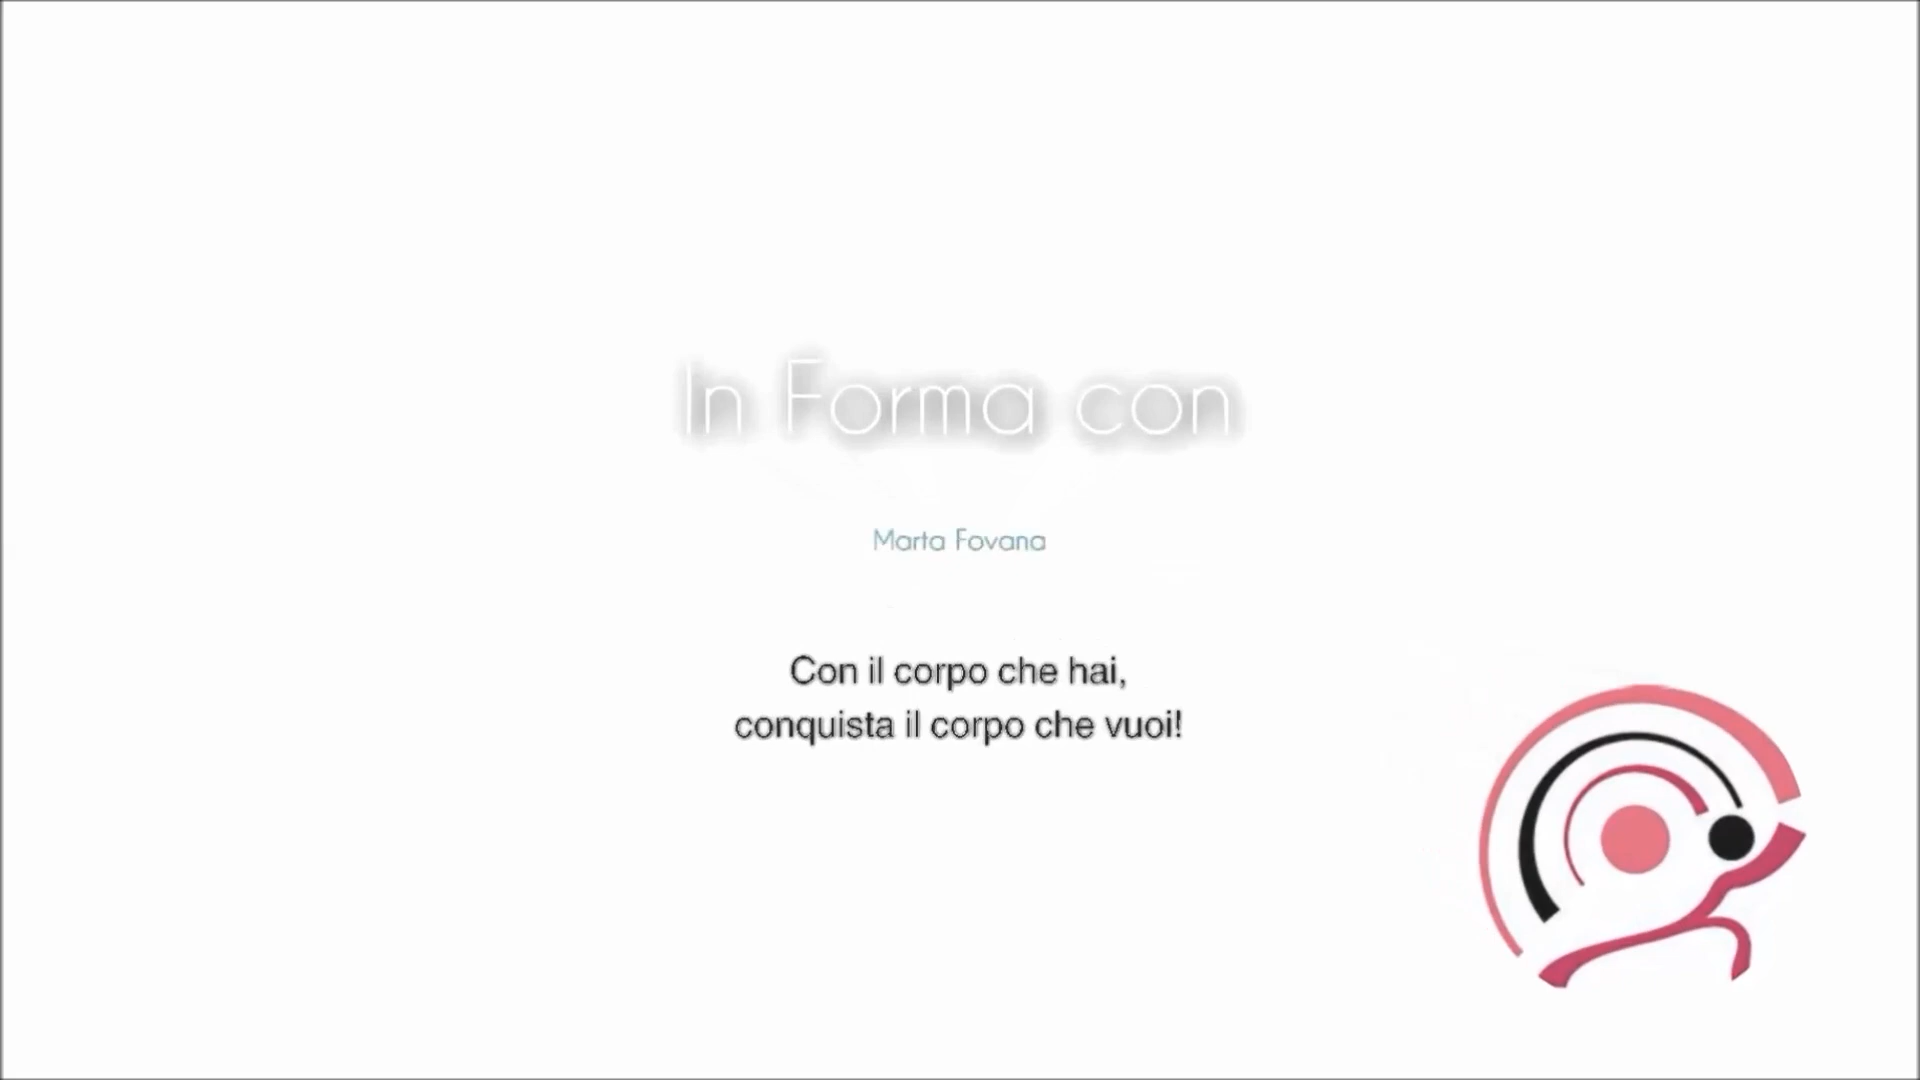 In Forma con
Marta Fovana
Con il corpo che hai,
conquista il corpo che vuoi!